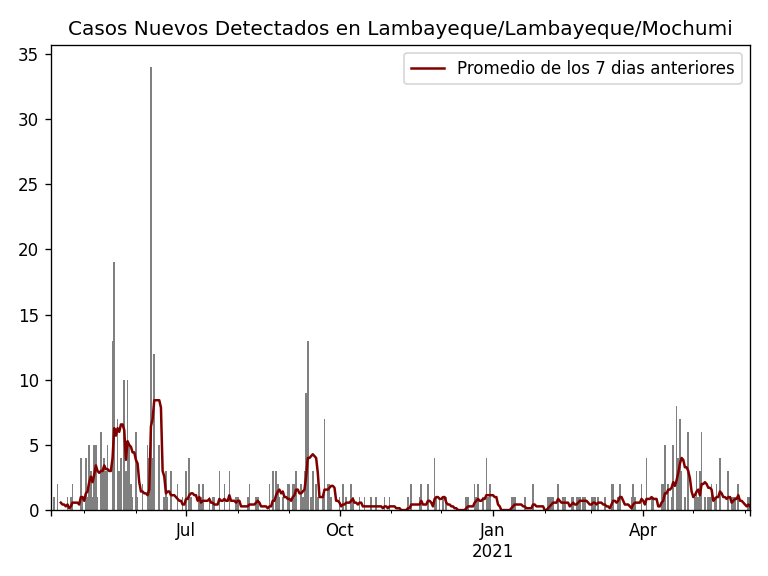 Casos Nuevos Detectados en Lambayeque/Lambayeque/Mochumi
Promedio de los 7 dias anteriores
35
30
25
20
15
10
5
0
Jul
Oct
Jan
2021
Apr